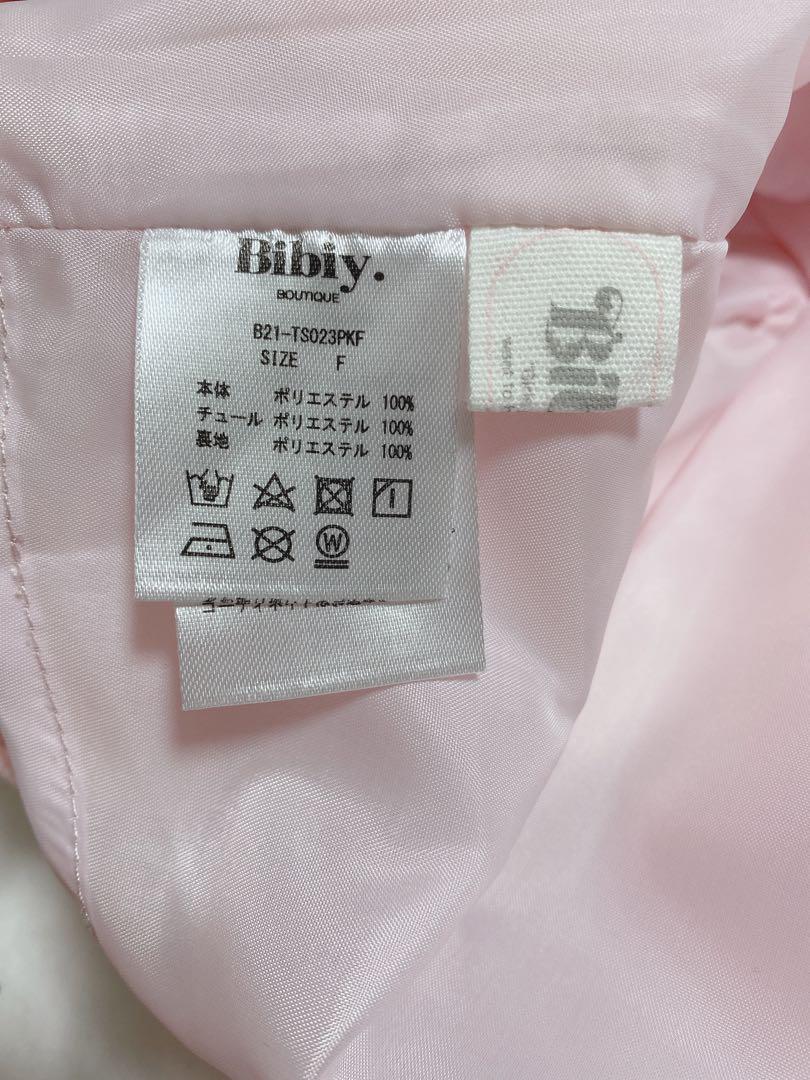 Bibiy.
BOUTIQUE
B21-TS023PKF
SIZE F
本体 ポリエステル 100%
チュール ポリエステル 100%
裏地 ポリエステル 100%
W